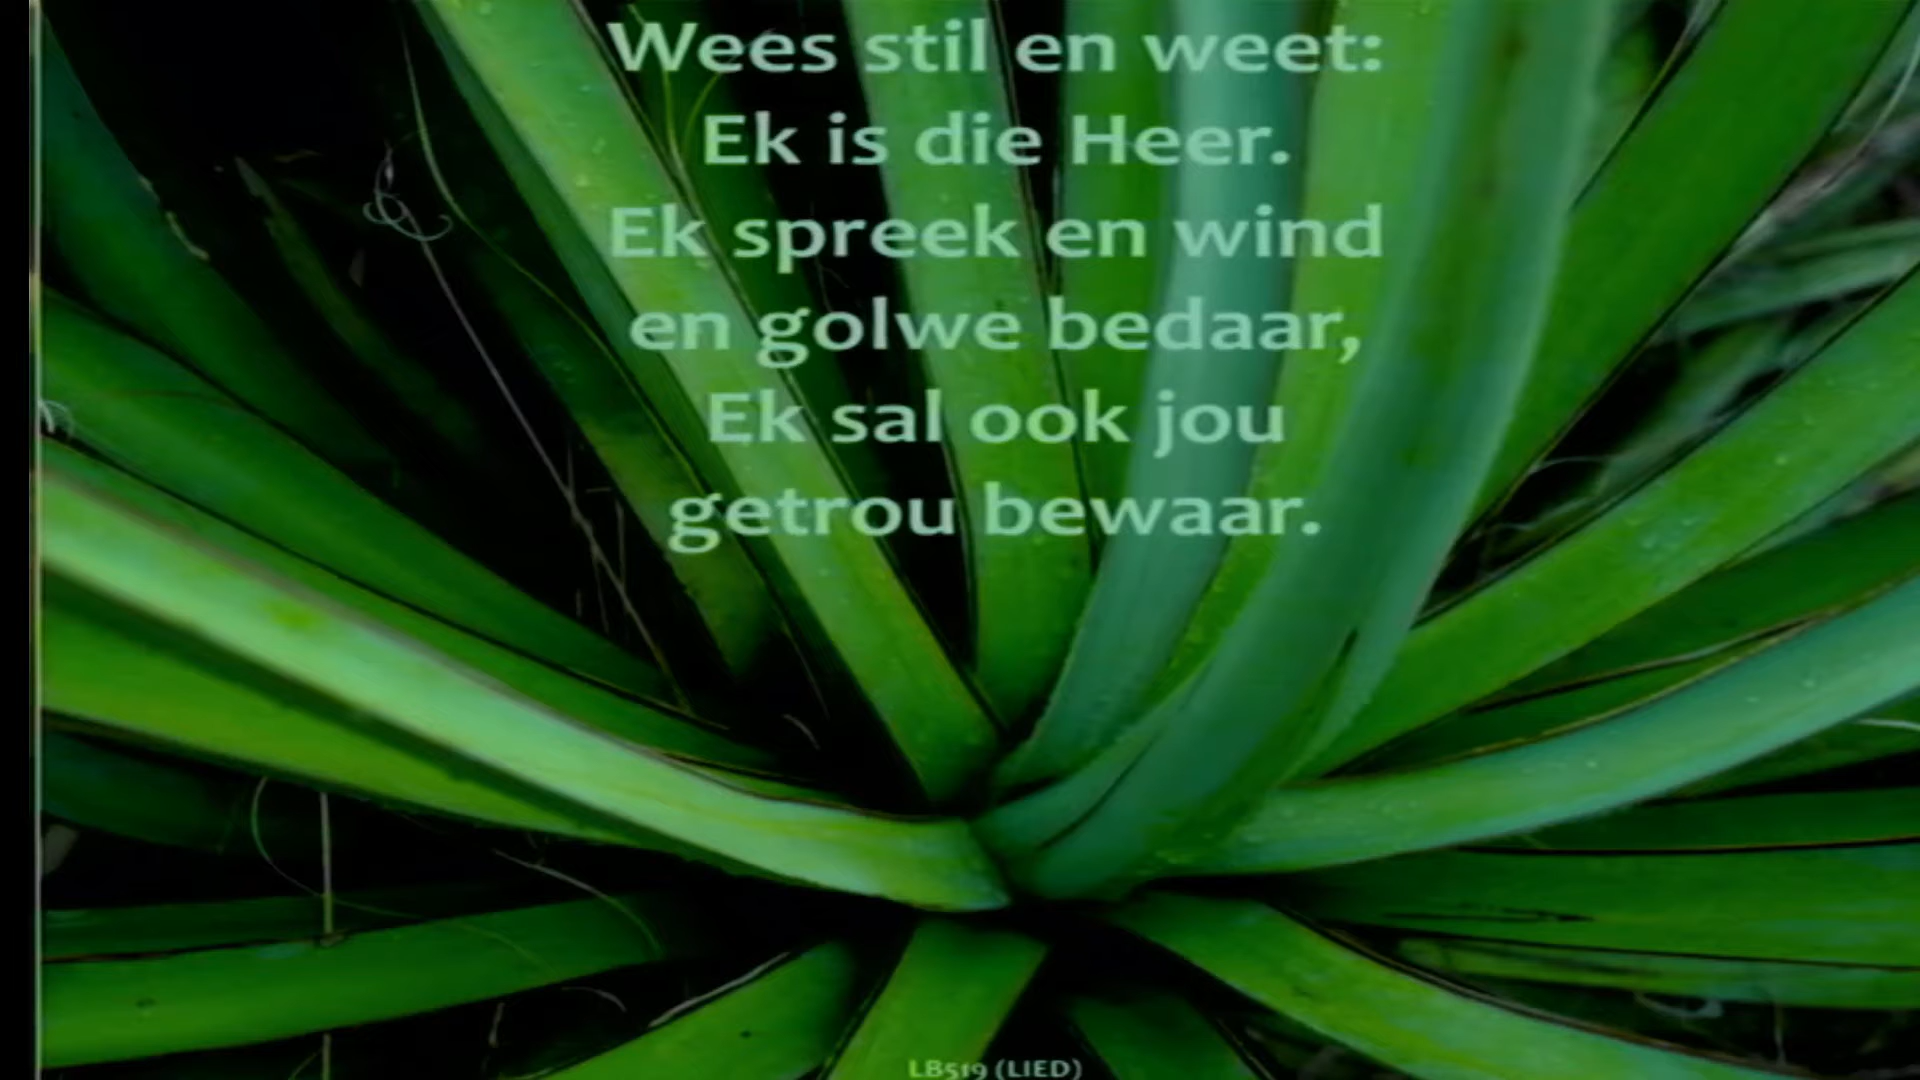 Wees stil en weet:
Ek is die Heer.
Ek spreek en wind
en golwe bedaar,
Ek sal ook jou
getrou bewaar.
LB519 (LIED)